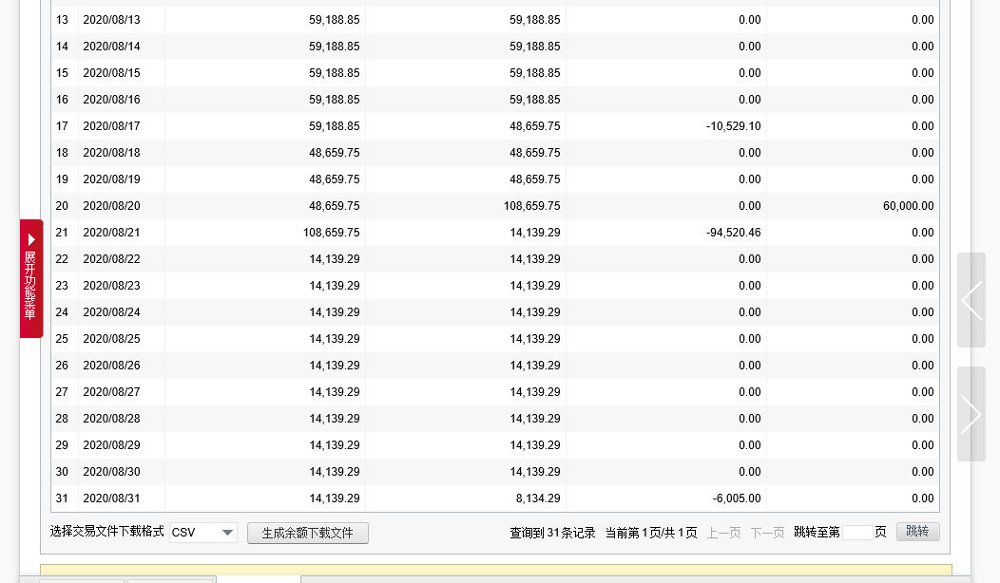 13 2020/08/13 59,188.85 59,188.85 0.00 0.00
14 2020/08/14 59,188.85 59,188.85 0.00 0.00
15 2020/08/15 59,188.85 59,188.85 0.00 0.00
16 2020/08/16 59,188.85 59,188.85 0.00 0.00
17 2020/08/17 59,188.85 48,659.75 -10,529.10 0.00
18 2020/08/18 48,659.75 48,659.75 0.00 0.00
19 2020/08/19 48,659.75 48,659.75 0.00 0.00
20 2020/08/20 48,659.75 108,659.75 0.00 60,000.00
21 2020/08/21 108,659.75 14,139.29 -94,520.46 0.00
22 2020/08/22 14,139.29 14,139.29 0.00 0.00
23 2020/08/23 14,139.29 14,139.29 0.00 0.00
24 2020/08/24 14,139.29 14,139.29 0.00 0.00
25 2020/08/25 14,139.29 14,139.29 0.00 0.00
26 2020/08/26 14,139.29 14,139.29 0.00 0.00
27 2020/08/27 14,139.29 14,139.29 0.00 0.00
28 2020/08/28 14,139.29 14,139.29 0.00 0.00
29 2020/08/29 14,139.29 14,139.29 0.00 0.00
30 2020/08/30 14,139.29 14,139.29 0.00 0.00
31 2020/08/31 14,139.29 8,134.29 -6,005.00 0.00
展开功能菜单
选择交易文件下载格式 CSV 生成余额下载文件 查询到 31 条记录 当前第 1 页/共 1 页 上一页 下一页 跳转至第 页 跳转